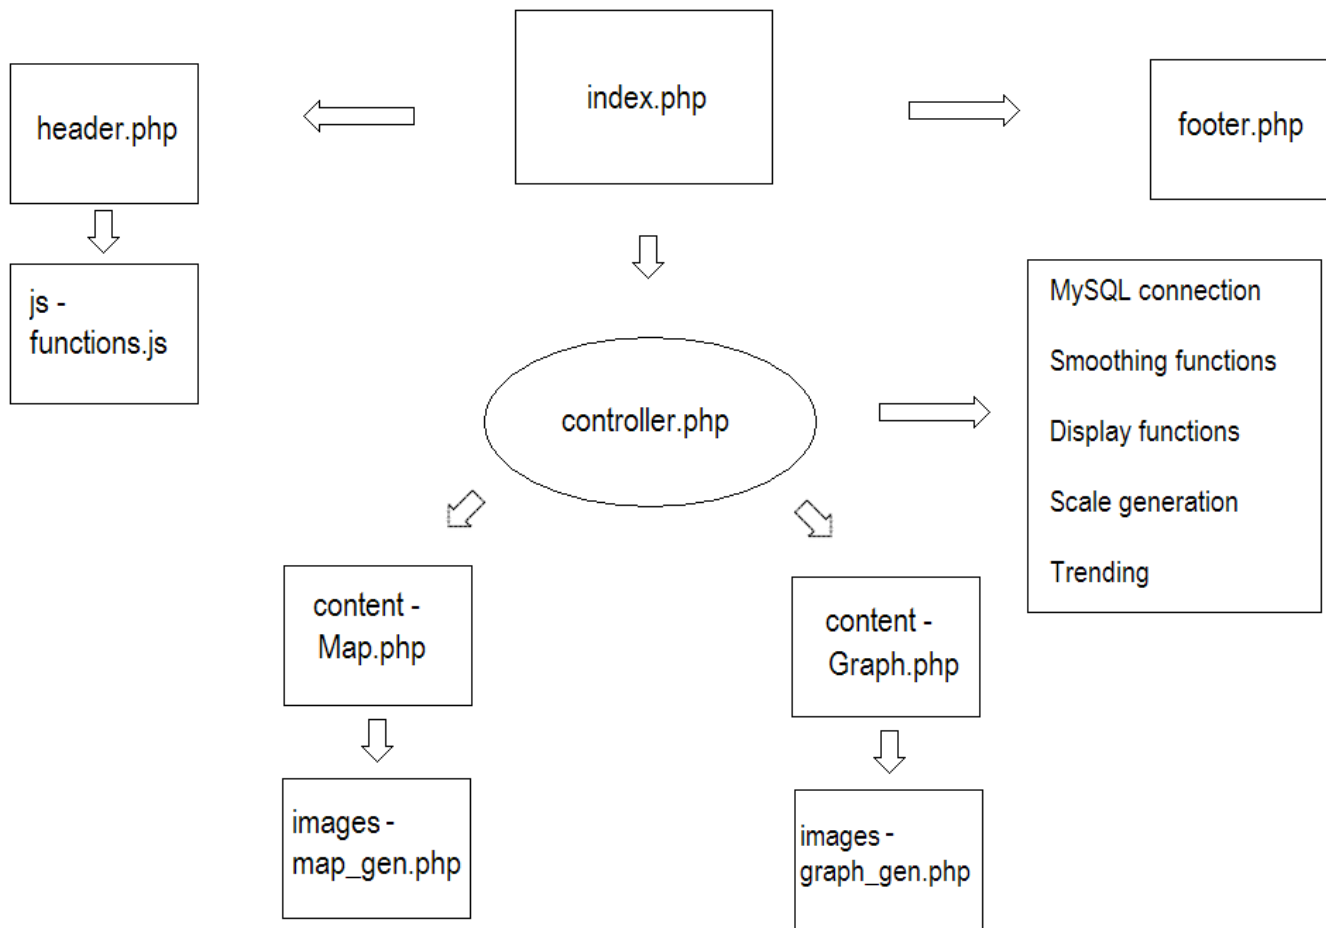 index.php
header.php
footer.php
js -
functions.js
MySQL connection
Smoothing functions
Display functions
Scale generation
Trending
controller.php
content -
Map.php
content -
Graph.php
images -
map_gen.php
images -
graph_gen.php